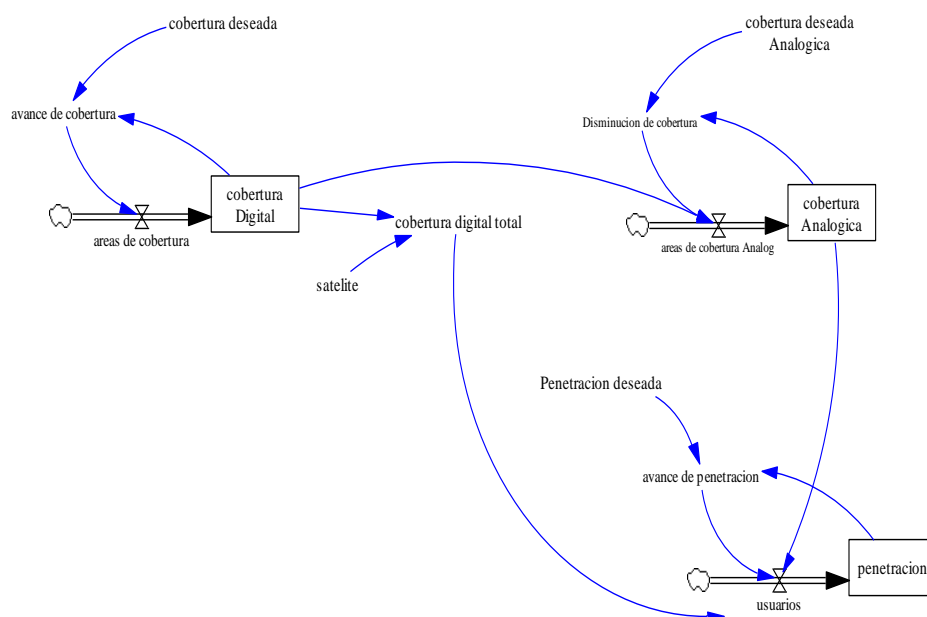 cobertura deseada
avance de cobertura
cobertura
Digital
areas de cobertura
cobertura digital total
satelite
cobertura deseada
Analogica
Disminucion de cobertura
cobertura
Analogica
areas de cobertura Analog
Penetracion deseada
avance de penetracion
penetracion
usuarios